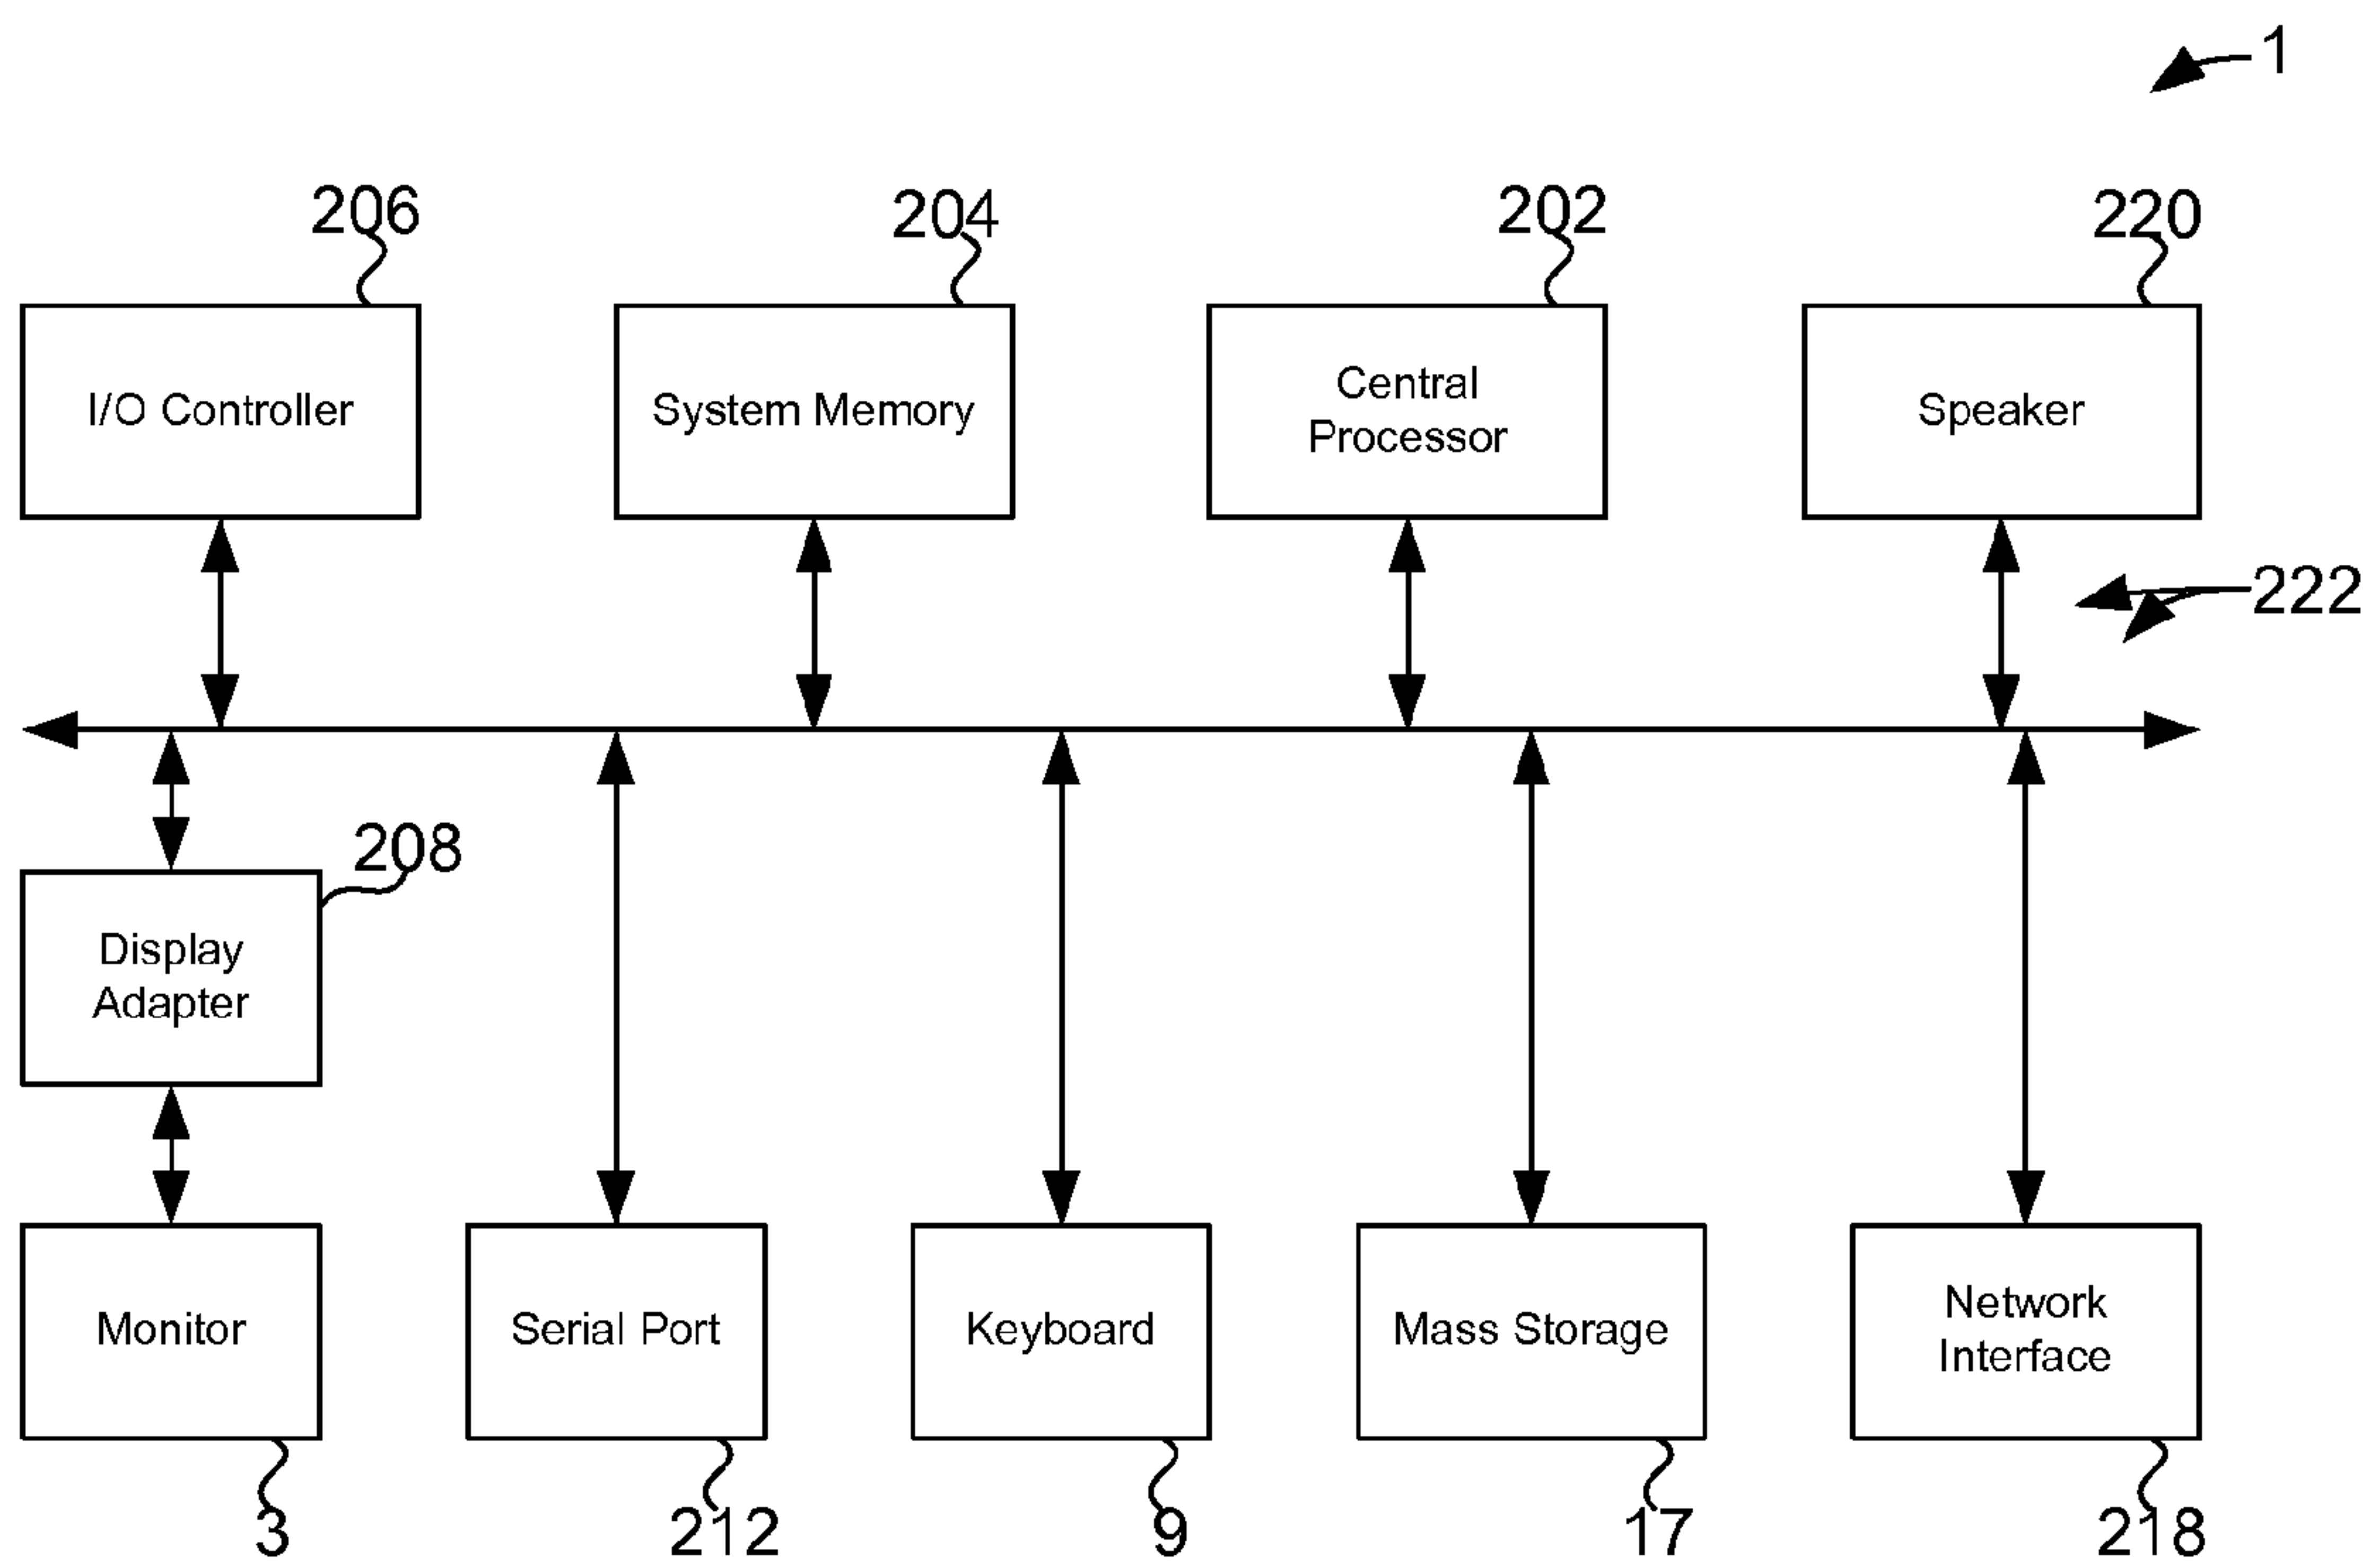 1
206
204
202
220
I/O Controller
System Memory
Central
Processor
Speaker
222
208
Display
Adapter
Monitor
Serial Port
Keyboard
Mass Storage
Network
Interface
3
212
9
17
218